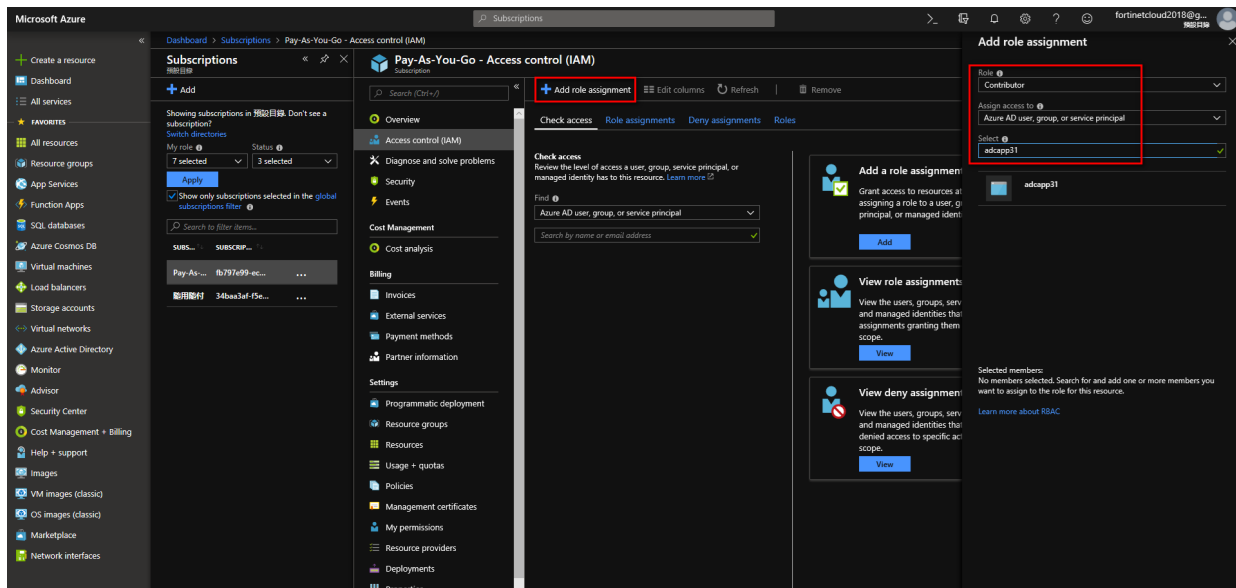 Microsoft Azure
Subscriptions
fortinetcloud2018@g...
預設目錄
Create a resource
Dashboard
All services
FAVORITES
All resources
Resource groups
App Services
Function Apps
SQL databases
Azure Cosmos DB
Virtual machines
Load balancers
Storage accounts
Virtual networks
Azure Active Directory
Monitor
Advisor
Security Center
Cost Management + Billing
Help + support
Images
VM images (classic)
OS images (classic)
Marketplace
Network interfaces
Dashboard > Subscriptions > Pay-As-You-Go - Access control (IAM)
Subscriptions
預設目錄
Add
Showing subscriptions in 預設目錄. Don't see a
subscription?
Switch directories
My role Status
7 selected 3 selected
Apply
Show only subscriptions selected in the global
subscriptions filter
Search to filter items...
SUBS... SUBSCRIP...
Pay-As-... fb797e99-ec...
隨用隨付 34baa3af-f5e...
Pay-As-You-Go - Access control (IAM)
Subscription
Search (Ctrl+/)
Overview
Access control (IAM)
Diagnose and solve problems
Security
Events
Cost Management
Cost analysis
Billing
Invoices
External services
Payment methods
Partner information
Settings
Programmatic deployment
Resource groups
Resources
Usage + quotas
Policies
Management certificates
My permissions
Resource providers
Deployments
Properties
Add role assignment Edit columns Refresh Remove
Check access Role assignments Deny assignments Roles
Check access
Review the level of access a user, group, service principal, or
managed identity has to this resource. Learn more
Find
Azure AD user, group, or service principal
Search by name or email address
Add a role assignment
Grant access to resources at
assigning a role to a user, g
principal, or managed ident
Add
View role assignments
View the users, groups, serv
and managed identities tha
assignments granting them
scope.
View
View deny assignment
View the users, groups, serv
and managed identities tha
denied access to specific act
scope.
View
Add role assignment
Role
Contributor
Assign access to
Azure AD user, group, or service principal
Select
adcapp31
adcapp31
Selected members:
No members selected. Search for and add one or more members you
want to assign to the role for this resource.
Learn more about RBAC